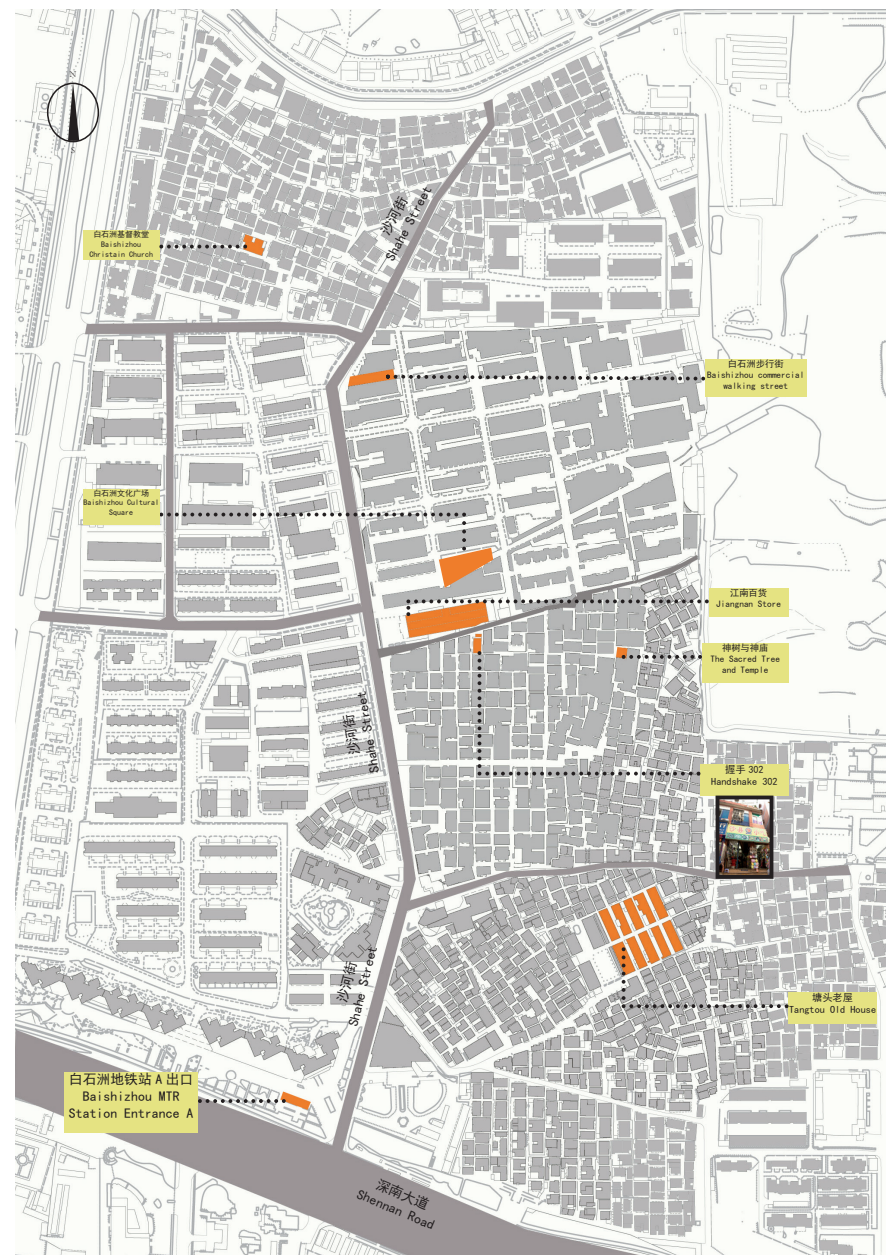 N
S
沙河街
Shahe Street
白石洲基督教堂
Baishizhou
Christain Church
白石洲步行街
Baishizhou commercial
walking street
白石洲文化广场
Baishizhou Cultural
Square
江南百货
Jiangnan Store
神树与神庙
The Sacred Tree
and Temple
沙河街
Shahe Street
握手 302
Handshake 302
沙河街
Shahe Street
塘头老屋
Tangtou Old House
白石洲地铁站 A 出口
Baishizhou MTR
Station Entrance A
深南大道
Shennan Road